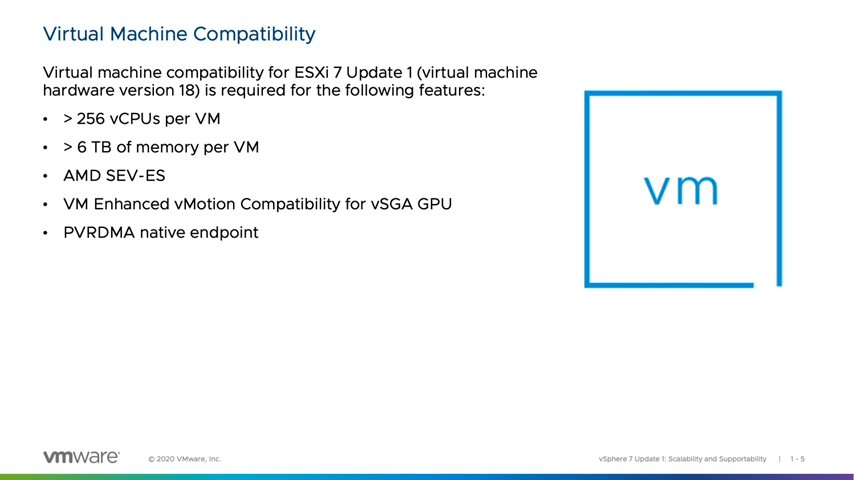 Virtual Machine Compatibility
Virtual machine compatibility for ESXi 7 Update 1 (virtual machine
hardware version 18) is required for the following features:
• > 256 vCPUs per VM
• > 6 TB of memory per VM
• AMD SEV-ES
• VM Enhanced vMotion Compatibility for vSGA GPU
• PVRDMA native endpoint
vm
vmware® © 2020 VMware, Inc. vSphere 7 Update 1: Scalability and Supportability | 1 - 5